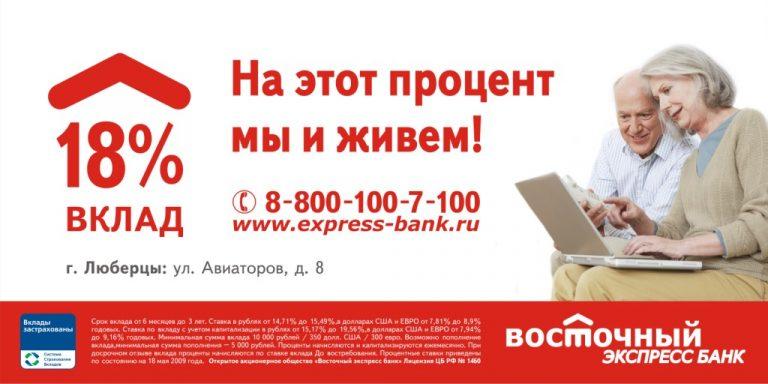 На этот процент
мы и живем!
18%
ВКЛАД
8-800-100-7-100
www.express-bank.ru
г. Люберцы: ул. Авиаторов, д. 8
Вклады
застрахованы
Система
Страхования
Вкладов
Срок вклада от 6 месяцев до 3 лет. Ставка в рублях от 14,71% до 15,49%,в долларах США и ЕВРО от 7,81% до 8,9%
годовых. Ставка по вкладу с учетом капитализации в рублях от 15,17% до 19,56%,в долларах США и ЕВРО от 7,94%
до 9,16% годовых. Минимальная сумма вклада 10 000 рублей / 350 долл. США / 300 евро. Возможно пополнение
вклада,минимальная сумма пополнения — 5 000 рублей. Проценты начисляются и капитализируются ежемесячно. При
досрочном отзыве вклада проценты начисляются по ставке вклада До востребования. Процентные ставки приведены
по состоянию на 18 мая 2009 года. Открытое акционерное общество «Восточный экспресс банк» Лицензия ЦБ РФ № 1460
ВОСТОЧНЫЙ
ЭКСПРЕСС БАНК